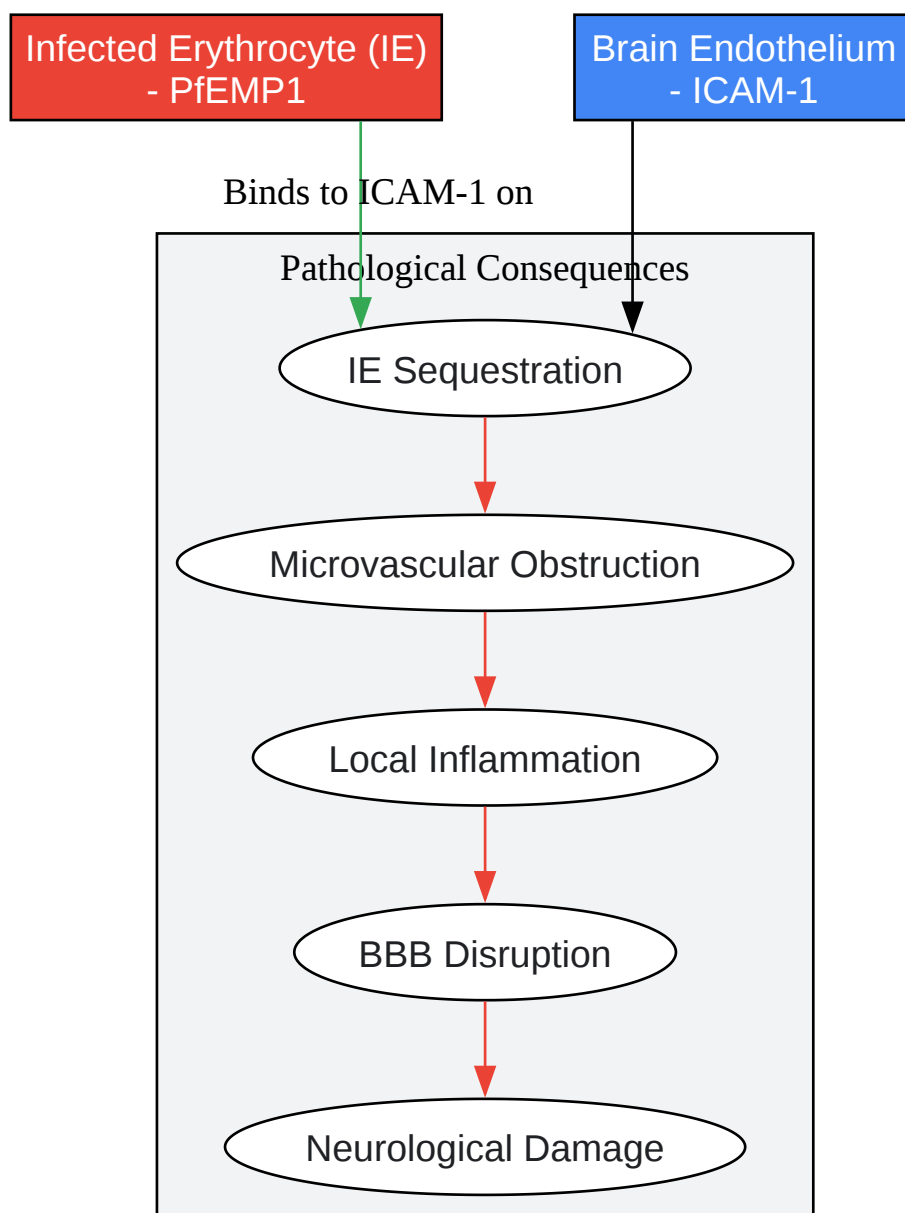 Infected Erythrocyte (IE)
- PfEMP1
Brain Endothelium
- ICAM-1
Binds to ICAM-1 on
Pathological Consequences
IE Sequestration
Microvascular Obstruction
Local Inflammation
BBB Disruption
Neurological Damage